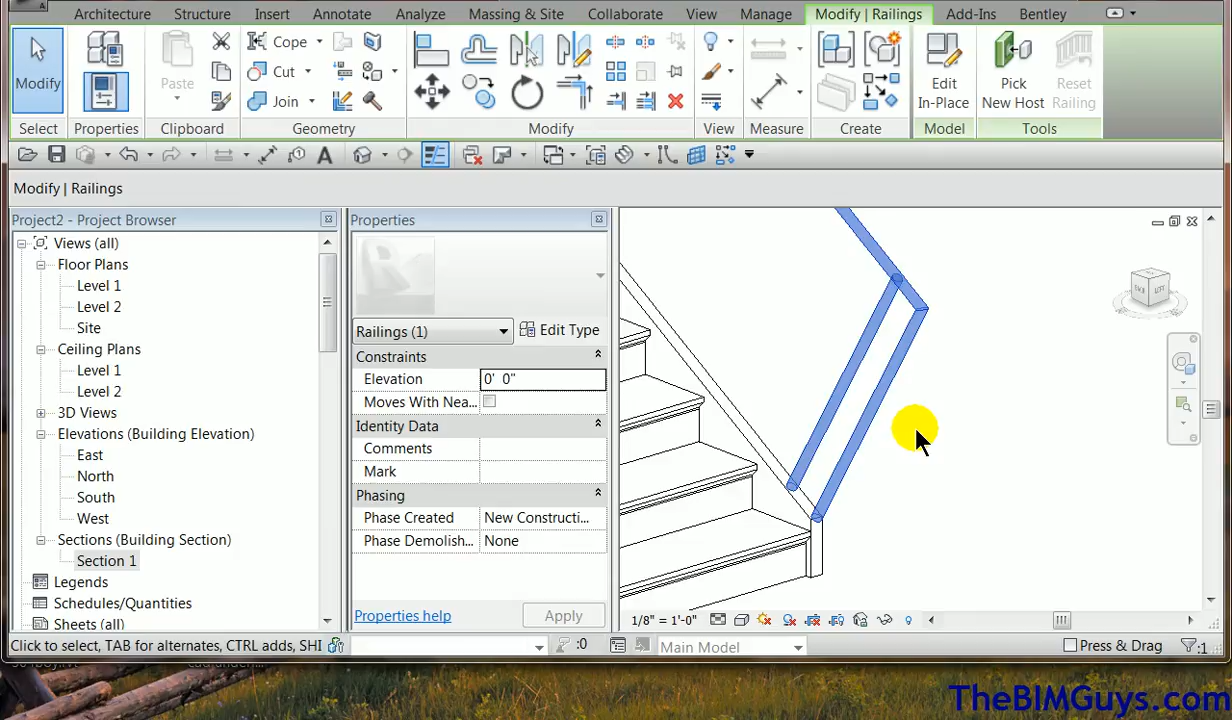 Architecture Structure Insert Annotate Analyze Massing & Site Collaborate View Manage Modify | Railings Add-Ins Bentley
Modify
Paste
Cope
Cut
Join
Edit
In-Place
Pick
New Host
Reset
Railing
Select Properties Clipboard Geometry Modify View Measure Create Model Tools
A
Modify | Railings
Project2 - Project Browser
Views (all)
Floor Plans
Level 1
Level 2
Site
Ceiling Plans
Level 1
Level 2
3D Views
Elevations (Building Elevation)
East
North
South
West
Sections (Building Section)
Section 1
Legends
Schedules/Quantities
Sheets (all)
Properties
Railings (1) Edit Type
Constraints
Elevation 0' 0"
Moves With Nea...
Identity Data
Comments
Mark
Phasing
Phase Created New Constructi...
Phase Demolish... None
Properties help Apply
1/8" = 1'-0"
Click to select, TAB for alternates, CTRL adds, SHI :0 Main Model Press & Drag :1
TheBIMGuys.com